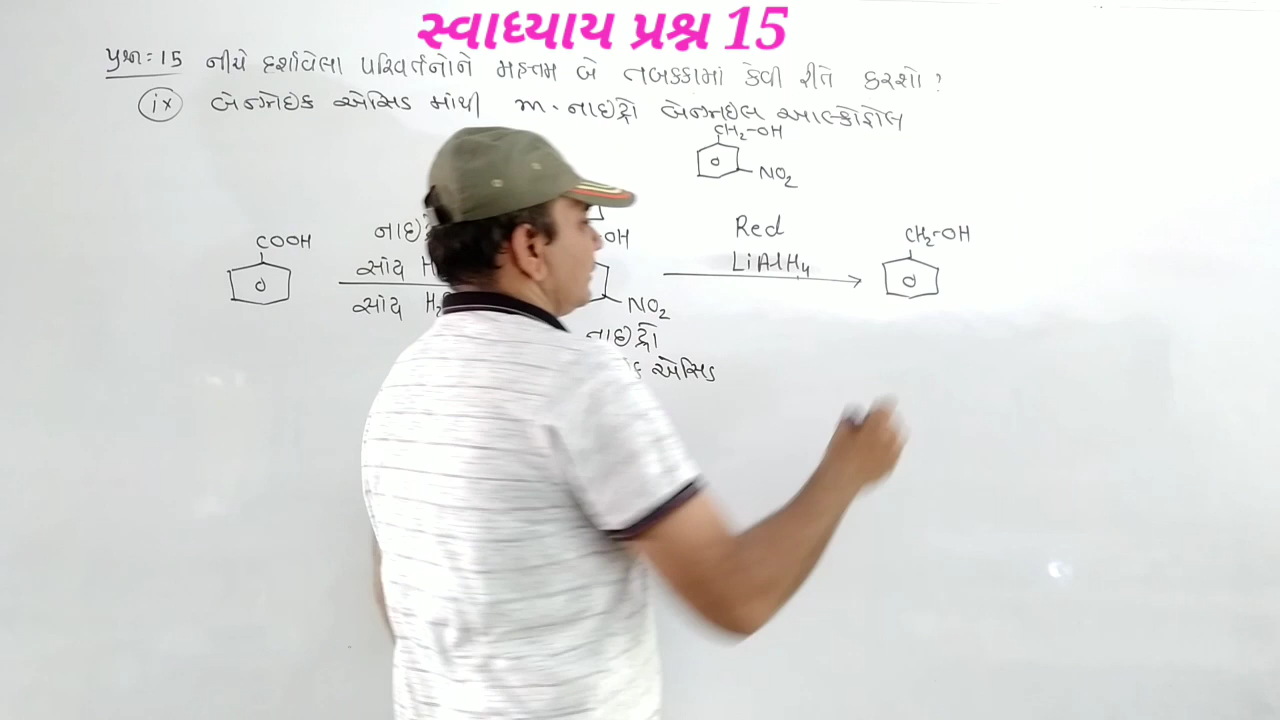 સ્વાધ્યાય પ્રશ્ન 15
પ્રશ્ન:15 નીચે દર્શાવેલા પરિવર્તનોને મહત્તમ બે તબક્કામાં કેવી રીતે કરશો ?
(ix) બેન્ઝોઇક એસિડ માંથી m-નાઇટ્રો બેન્ઝાઇલ આલ્કોહોલ
CH2-OH
NO2
COOH
સાંદ
સાંદ
OH
NO2
નાઇટ્રો
એસિડ
Red
LiAlH4
CH2-OH